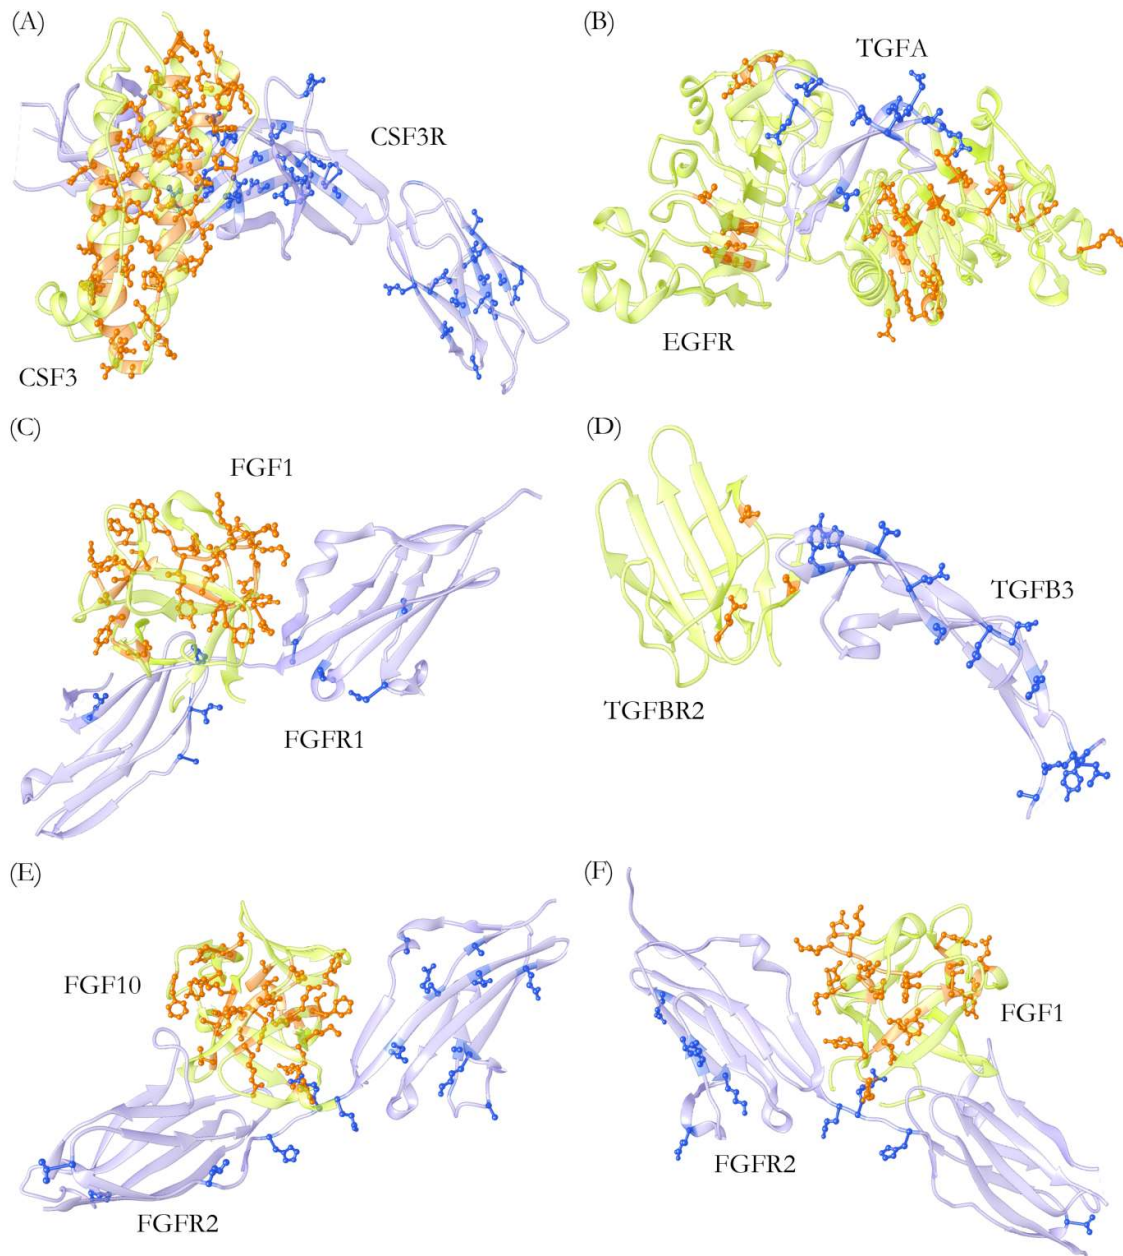 (A)
CSF3R
CSF3
(B)
TGFA
EGFR
(C)
FGF1
FGFR1
(D)
TGFB3
TGFBR2
(E)
FGF10
FGFR2
(F)
FGF1
FGFR2